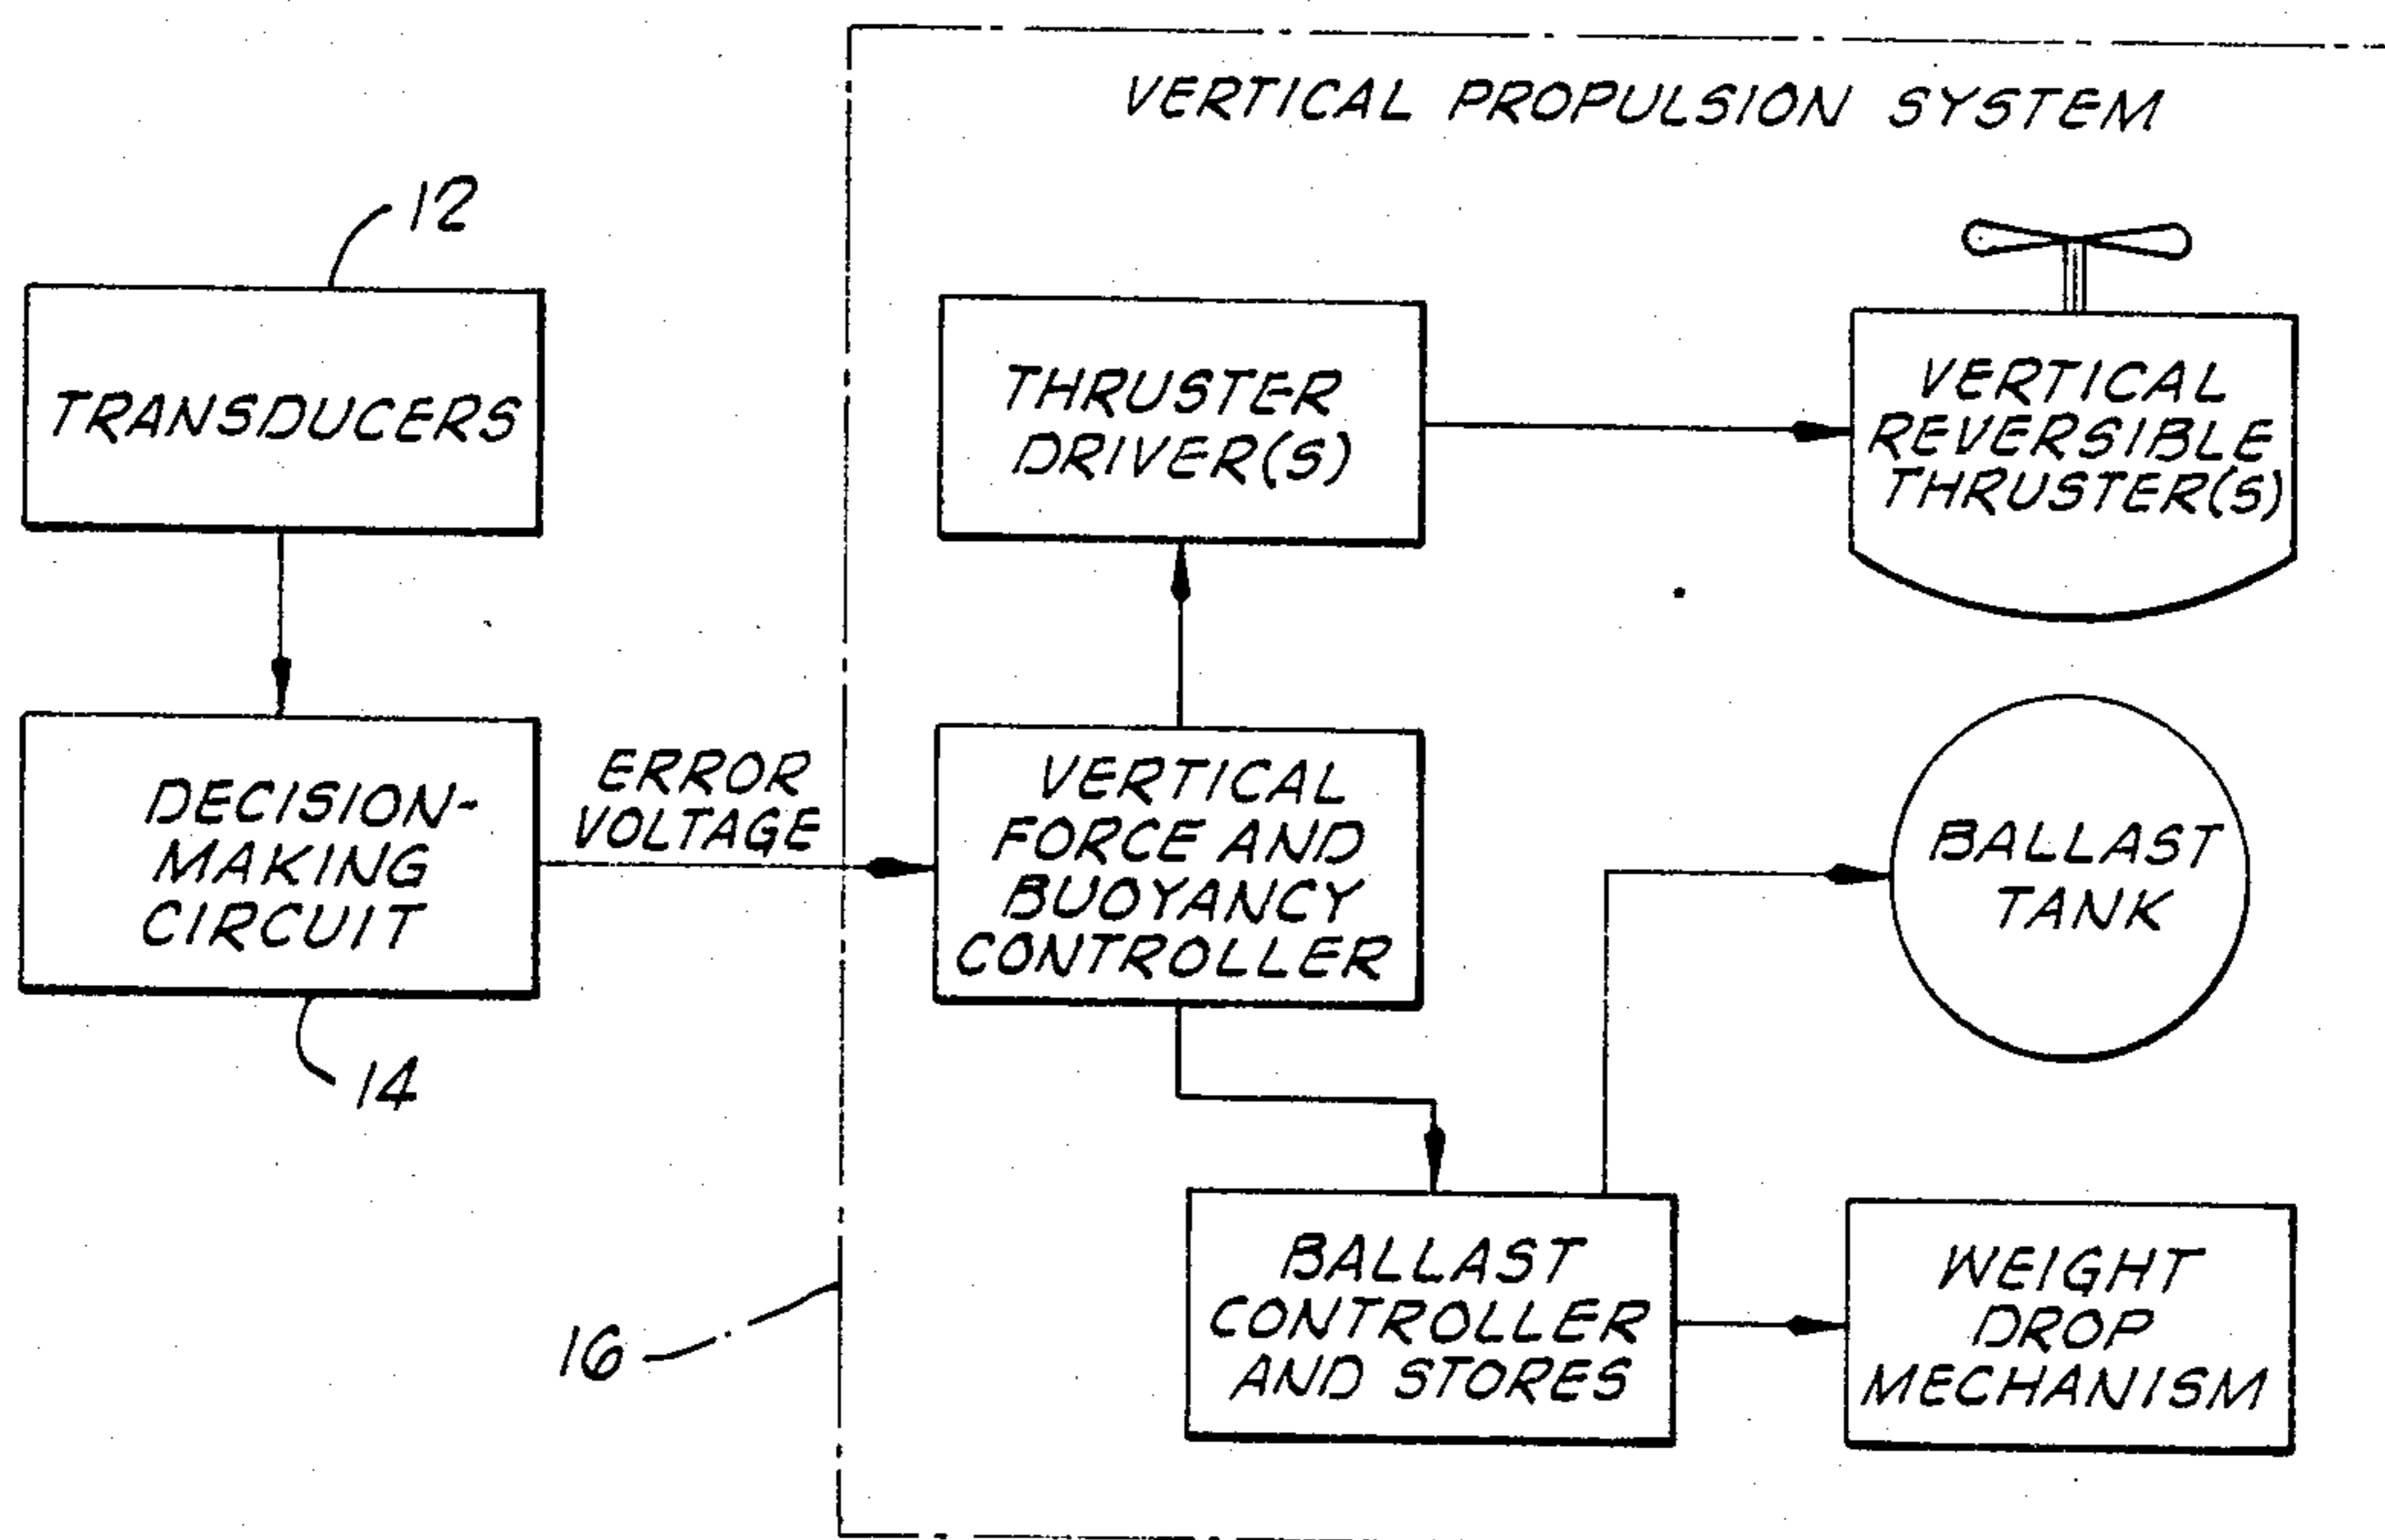 VERTICAL PROPULSION SYSTEM
12
TRANSDUCERS
THRUSTER
DRIVER(S)
VERTICAL
REVERSIBLE
THRUSTER(S)
DECISION-
MAKING
CIRCUIT
14
ERROR
VOLTAGE
VERTICAL
FORCE AND
BUOYANCY
CONTROLLER
BALLAST
TANK
16
BALLAST
CONTROLLER
AND STORES
WEIGHT
DROP
MECHANISM